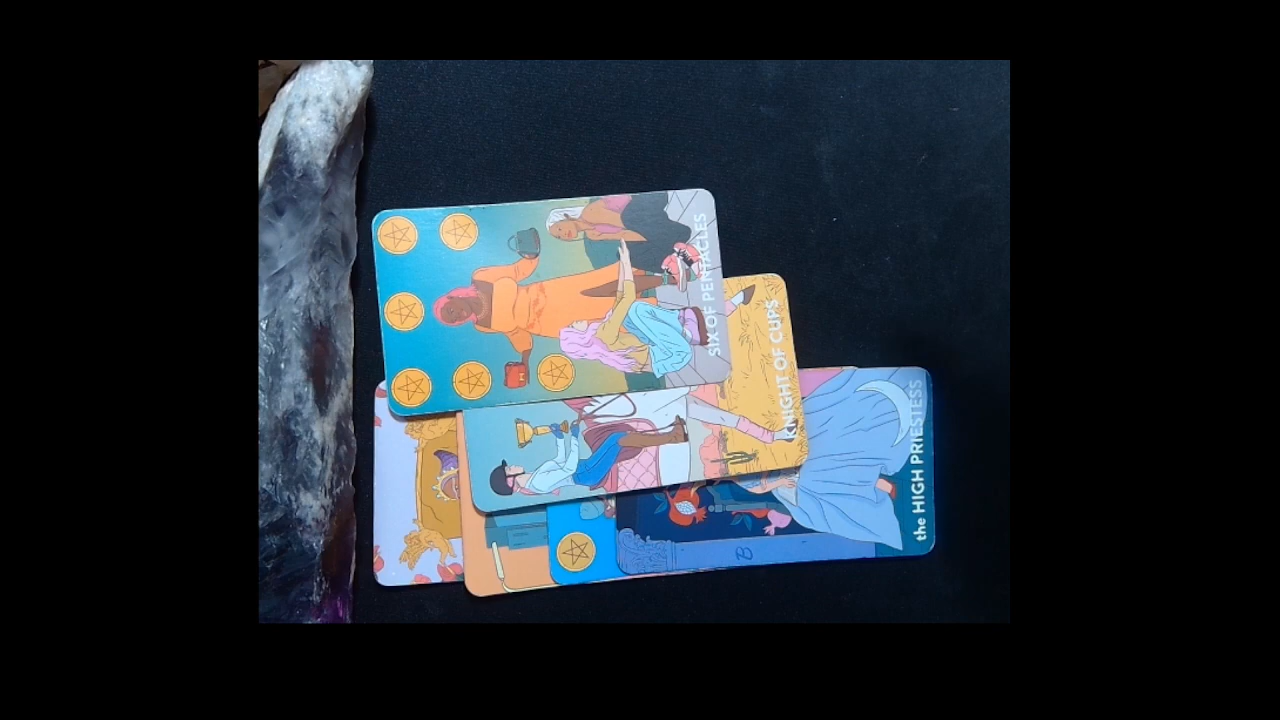 SIX OF PENTACLES
KNIGHT OF CUPS
the HIGH PRIESTESS
B